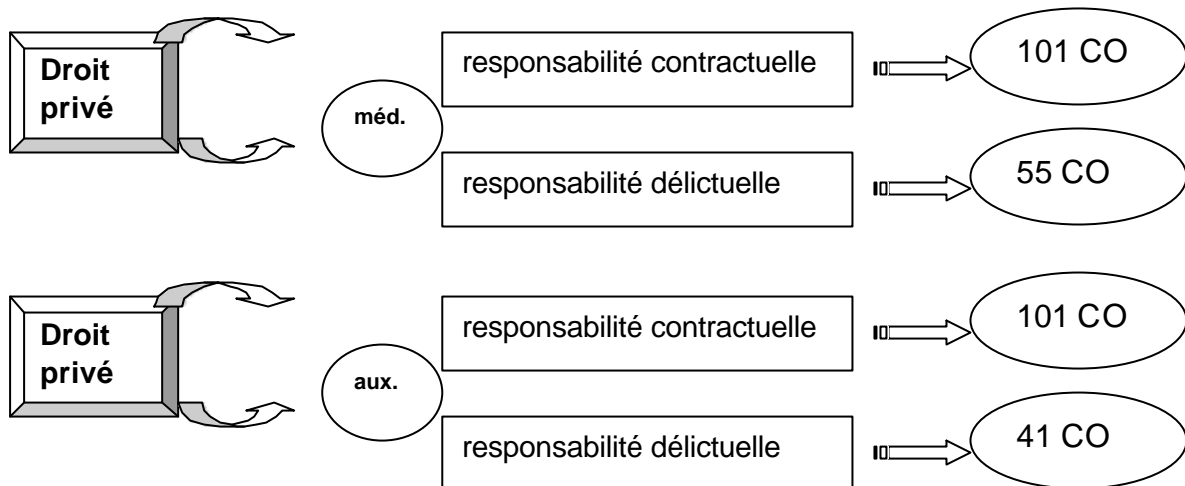 Droit
privé
méd.
responsabilité contractuelle
101 CO
responsabilité délictuelle
55 CO
Droit
privé
aux.
responsabilité contractuelle
101 CO
responsabilité délictuelle
41 CO